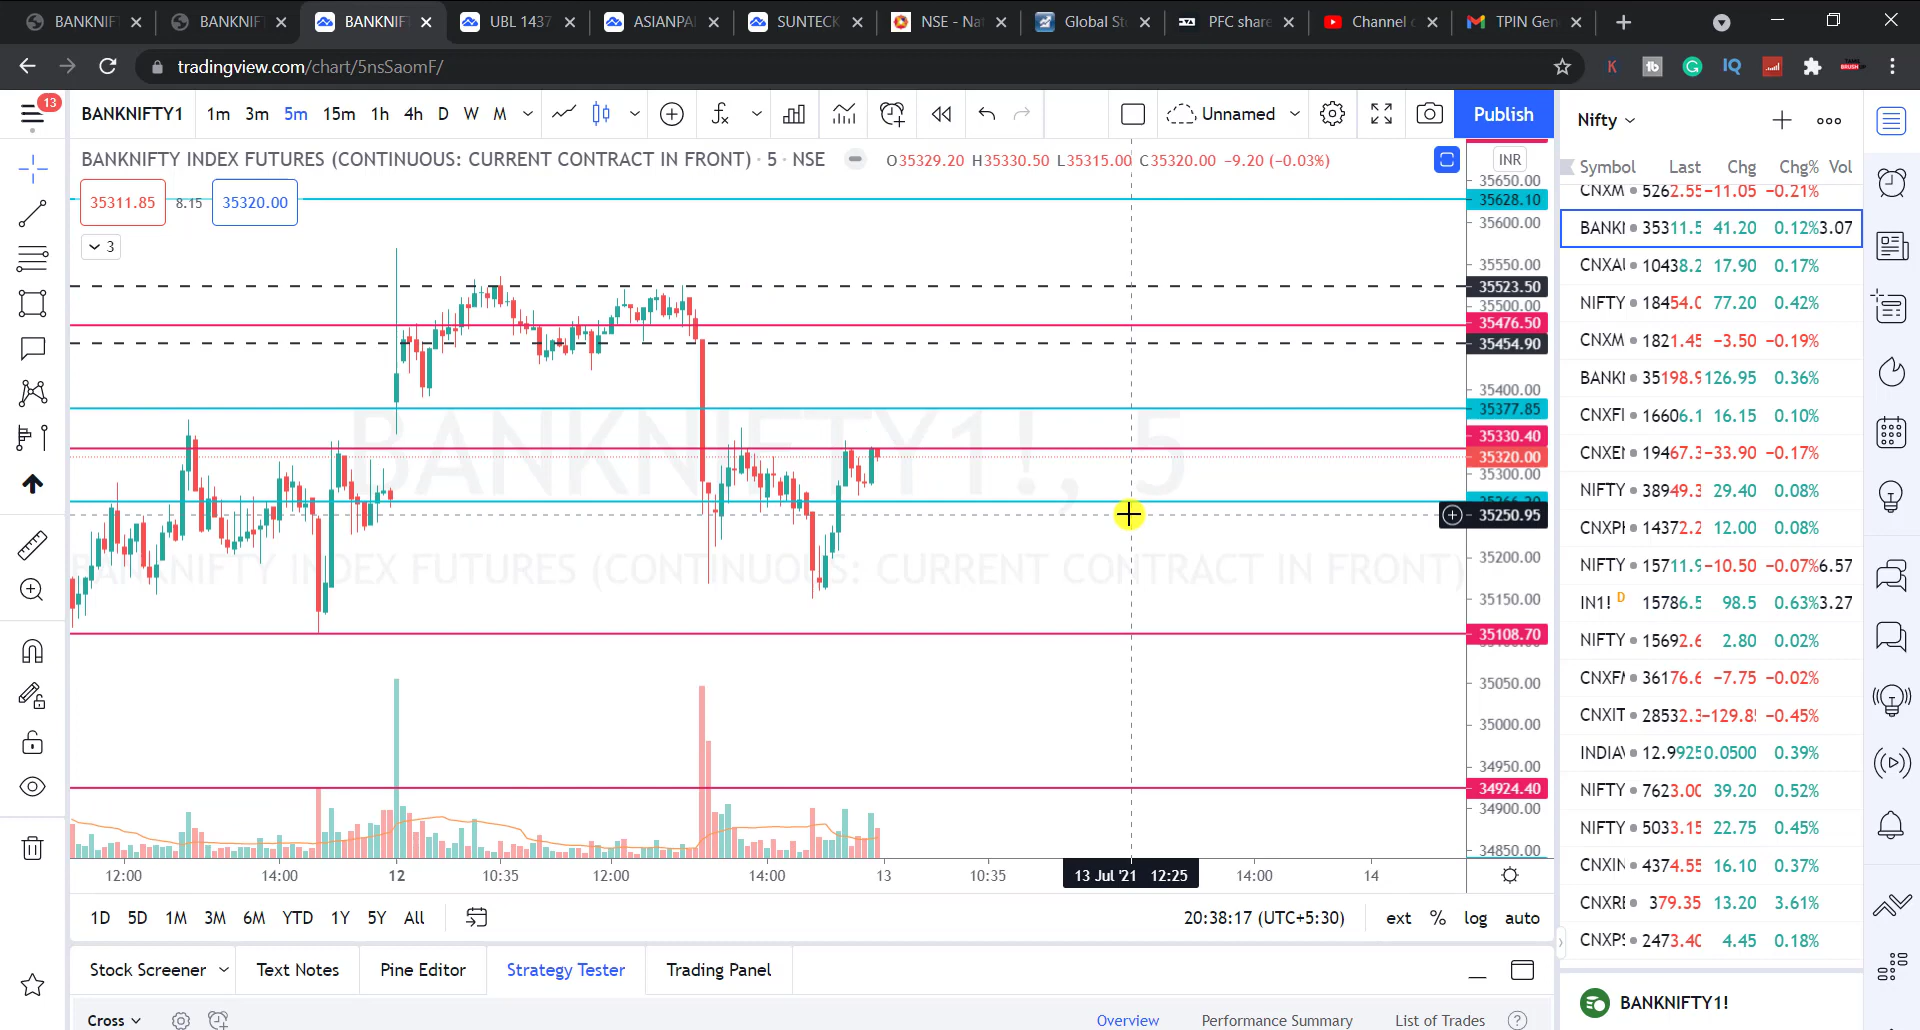 BANKNIFT
BANKNIFT
BANKNIFT
UBL 1437
ASIANPAI
SUNTECK
NSE - Nat
Global Sto
PFC share
Channel c
TPIN Gen
tradingview.com/chart/5nsSaomF/
13
BANKNIFTY1
1m 3m 5m 15m 1h 4h D W M
Unnamed
Publish
BANKNIFTY INDEX FUTURES (CONTINUOUS: CURRENT CONTRACT IN FRONT) · 5 · NSE
O35329.20 H35330.50 L35315.00 C35320.00 −9.20 (−0.03%)
35311.85 8.15 35320.00
3
INR
35650.00
35628.10
35600.00
35550.00
35523.50
35500.00
35476.50
35454.90
35400.00
35377.85
35330.40
35320.00
35300.00
35250.95
35200.00
35150.00
35108.70
35050.00
35000.00
34950.00
34924.40
34900.00
34850.00
BANKNIFTY1!, 5
BANKNIFTY INDEX FUTURES (CONTINUOUS: CURRENT CONTRACT IN FRONT)
12:00 14:00 12 10:35 12:00 14:00 13 10:35 13 Jul '21 12:25 14:00 14
1D 5D 1M 3M 6M YTD 1Y 5Y All
20:38:17 (UTC+5:30)
ext % log auto
Stock Screener Text Notes Pine Editor Strategy Tester Trading Panel
Cross
Overview Performance Summary List of Trades
Nifty
Symbol Last Chg Chg% Vol
CNXM 5262.55 −11.05 −0.21%
BANKI 35311.5 41.20 0.12% 3.07
CNXAI 10438.2 17.90 0.17%
NIFTY 18454.0 77.20 0.42%
CNXM 1821.45 −3.50 −0.19%
BANKI 35198.9 126.95 0.36%
CNXFI 16606.1 16.15 0.10%
CNXEI 19467.3 −33.90 −0.17%
NIFTY 38949.3 29.40 0.08%
CNXPI 14372.2 12.00 0.08%
NIFTY 15711.9 −10.50 −0.07% 6.57
IN1! D 15786.5 98.5 0.63% 3.27
NIFTY 15692.6 2.80 0.02%
CNXFM 36176.6 −7.75 −0.02%
CNXIT 28532.3 −129.8 −0.45%
INDIAV 12.9925 0.0500 0.39%
NIFTY 7623.00 39.20 0.52%
NIFTY 5033.15 22.75 0.45%
CNXIN 4374.55 16.10 0.37%
CNXRE 379.35 13.20 3.61%
CNXPS 2473.40 4.45 0.18%
BANKNIFTY1!